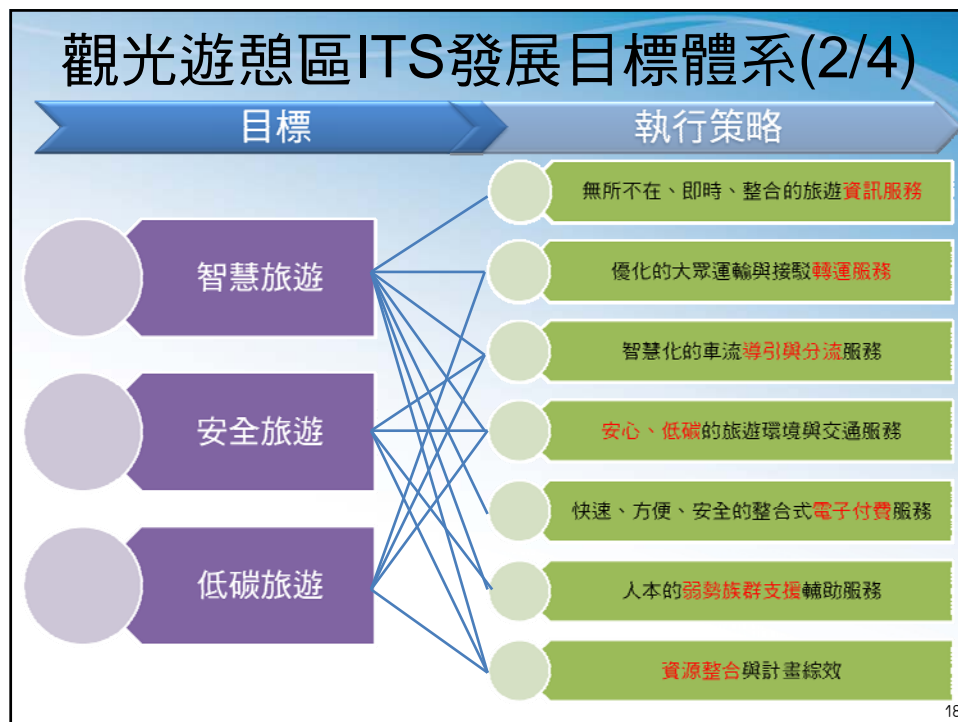 觀光遊憩區ITS發展目標體系(2/4)
目標
執行策略
智慧旅遊
安全旅遊
低碳旅遊
無所不在、即時、整合的旅遊資訊服務
優化的大眾運輸與接駁轉運服務
智慧化的車流導引與分流服務
安心、低碳的旅遊環境與交通服務
快速、方便、安全的整合式電子付費服務
人本的弱勢族群支援輔助服務
資源整合與計畫綜效
18